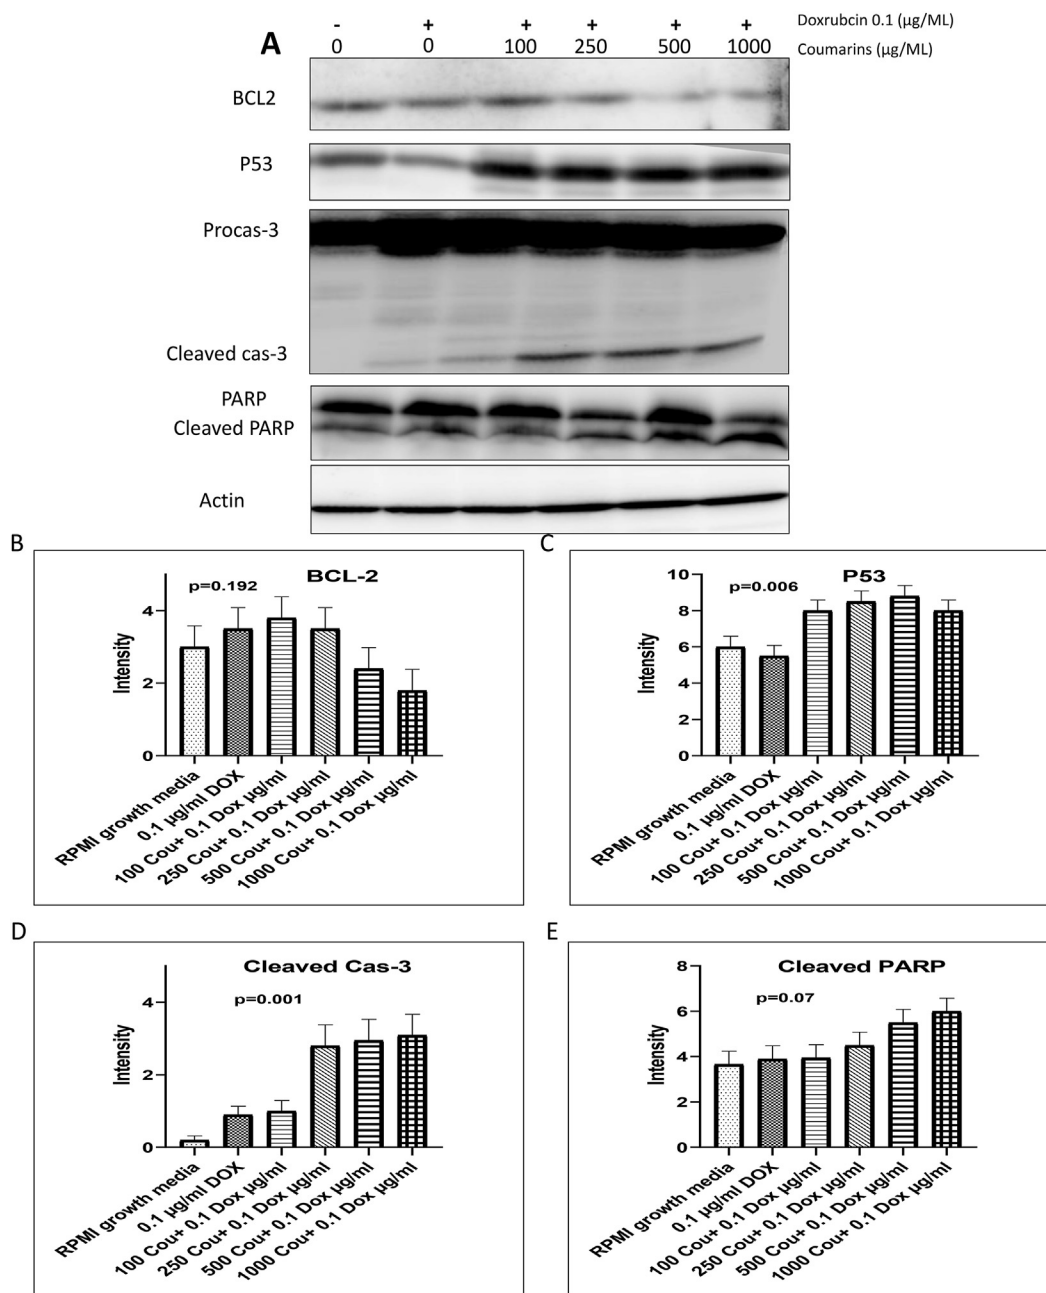 - + + + + + Doxrubcin 0.1 (µg/ML)
A 0 0 100 250 500 1000 Coumarins (µg/ML)
BCL2
P53
Procas-3
Cleaved cas-3
PARP
Cleaved PARP
Actin
B
BCL-2
p=0.192
Intensity
4
2
0
RPMI growth media
0.1 µg/ml DOX
100 Cou+ 0.1 Dox µg/ml
250 Cou+ 0.1 Dox µg/ml
500 Cou+ 0.1 Dox µg/ml
1000 Cou+ 0.1 Dox µg/ml
C
P53
p=0.006
Intensity
10
8
6
4
2
0
RPMI growth media
0.1 µg/ml DOX
100 Cou+ 0.1 Dox µg/ml
250 Cou+ 0.1 Dox µg/ml
500 Cou+ 0.1 Dox µg/ml
1000 Cou+ 0.1 Dox µg/ml
D
Cleaved Cas-3
p=0.001
Intensity
4
2
0
RPMI growth media
0.1 µg/ml DOX
100 Cou+ 0.1 Dox µg/ml
250 Cou+ 0.1 Dox µg/ml
500 Cou+ 0.1 Dox µg/ml
1000 Cou+ 0.1 Dox µg/ml
E
Cleaved PARP
p=0.07
Intensity
8
6
4
2
0
RPMI growth media
0.1 µg/ml DOX
100 Cou+ 0.1 Dox µg/ml
250 Cou+ 0.1 Dox µg/ml
500 Cou+ 0.1 Dox µg/ml
1000 Cou+ 0.1 Dox µg/ml